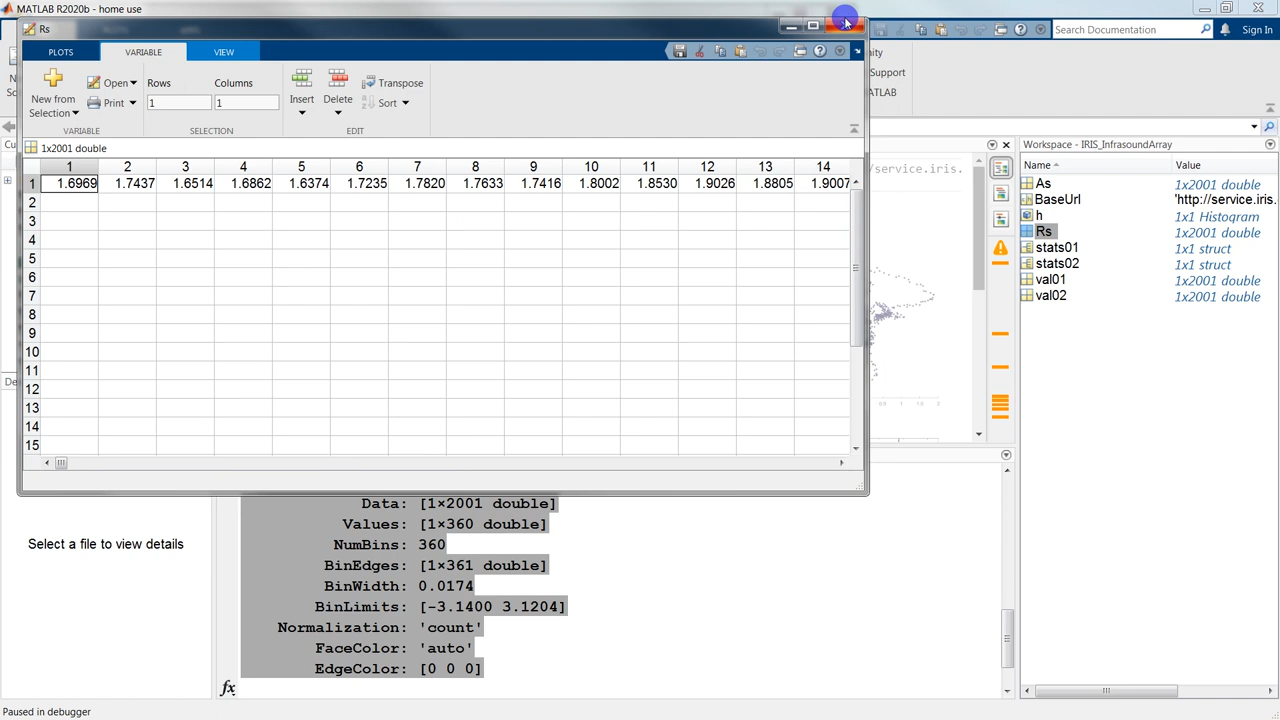 MATLAB R2020b - home use
Rs
PLOTS VARIABLE VIEW
Search Documentation Sign In
New from Selection Open Print
Rows Columns
1 1
Insert Delete Transpose Sort
VARIABLE SELECTION EDIT
Support
1x2001 double
1 2 3 4 5 6 7 8 9 10 11 12 13 14
1 1.6969 1.7437 1.6514 1.6862 1.6374 1.7235 1.7820 1.7633 1.7416 1.8002 1.8530 1.9026 1.8805 1.9007
2
3
4
5
6
7
8
9
10
11
12
13
14
15
Workspace - IRIS_InfrasoundArray
Name Value
As 1x2001 double
BaseUrl 'http://service.iris.
h 1x1 Histogram
Rs 1x2001 double
stats01 1x1 struct
stats02 1x1 struct
val01 1x2001 double
val02 1x2001 double
/service.iris.
Select a file to view details
Data: [1×2001 double]
Values: [1×360 double]
NumBins: 360
BinEdges: [1×361 double]
BinWidth: 0.0174
BinLimits: [-3.1400 3.1204]
Normalization: 'count'
FaceColor: 'auto'
EdgeColor: [0 0 0]
fx
Paused in debugger